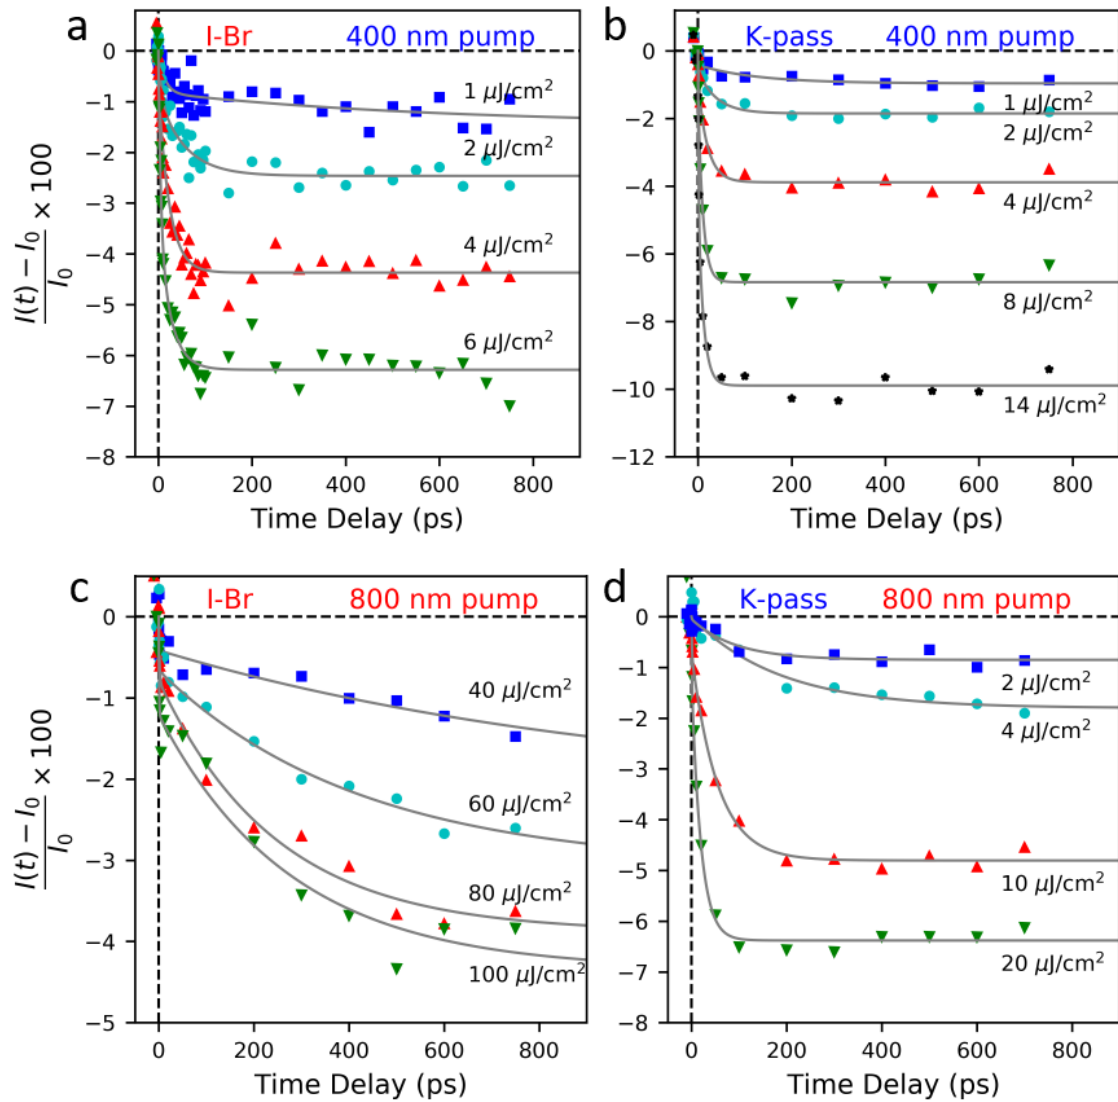 a
I-Br 400 nm pump
0
−1
−2
−3
−4
−5
−6
−7
−8
1 μJ/cm²
2 μJ/cm²
4 μJ/cm²
6 μJ/cm²
0 200 400 600 800
Time Delay (ps)
I(t) − I₀
I₀
× 100
b
K-pass 400 nm pump
0
−2
−4
−6
−8
−10
−12
1 μJ/cm²
2 μJ/cm²
4 μJ/cm²
8 μJ/cm²
14 μJ/cm²
0 200 400 600 800
Time Delay (ps)
c
I-Br 800 nm pump
0
−1
−2
−3
−4
−5
40 μJ/cm²
60 μJ/cm²
80 μJ/cm²
100 μJ/cm²
0 200 400 600 800
Time Delay (ps)
I(t) − I₀
I₀
× 100
d
K-pass 800 nm pump
0
−1
−2
−3
−4
−5
−6
−7
−8
2 μJ/cm²
4 μJ/cm²
10 μJ/cm²
20 μJ/cm²
0 200 400 600 800
Time Delay (ps)